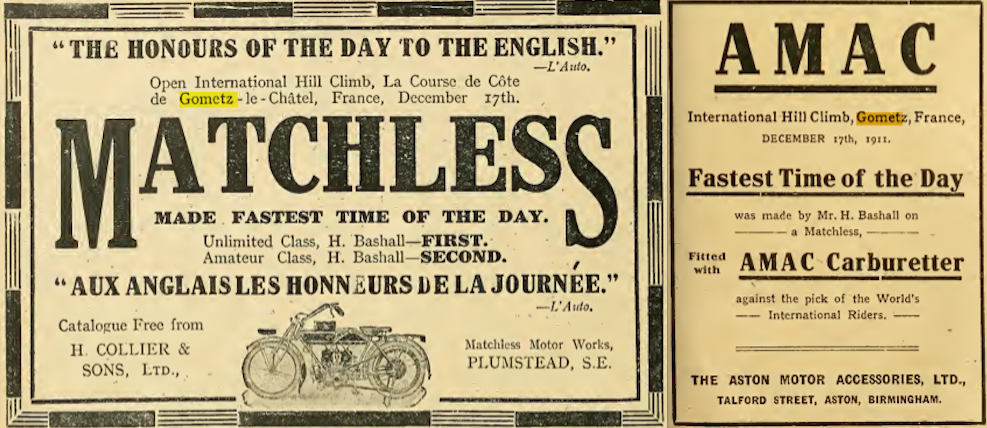 “THE HONOURS OF THE DAY TO THE ENGLISH.”
—L'Auto.
Open International Hill Climb, La Course de Côte
de Gometz-le-Châtel, France, December 17th.
MATCHLESS
MADE FASTEST TIME OF THE DAY.
Unlimited Class, H. Bashall—FIRST.
Amateur Class, H. Bashall—SECOND.
“AUX ANGLAIS LES HONNEURS DE LA JOURNÉE.”
—L'Auto.
Catalogue Free from
H. COLLIER &
SONS, LTD.,
Matchless Motor Works,
PLUMSTEAD, S.E.
AMAC
International Hill Climb, Gometz, France,
DECEMBER 17th, 1911.
Fastest Time of the Day
was made by Mr. H. Bashall on
— a Matchless, —
Fitted
with AMAC Carburetter
against the pick of the World's
— International Riders. —
THE ASTON MOTOR ACCESSORIES, LTD.,
TALFORD STREET, ASTON, BIRMINGHAM.